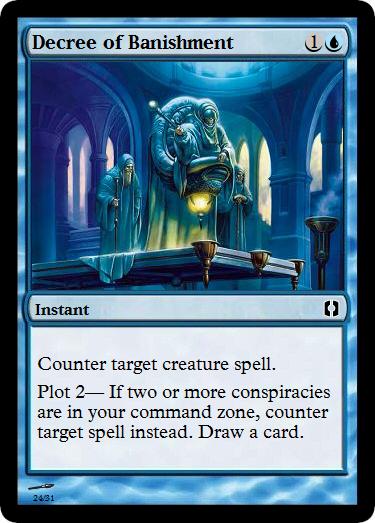 Decree of Banishment 1
Instant
Counter target creature spell.
Plot 2— If two or more conspiracies
are in your command zone, counter
target spell instead. Draw a card.
24/31